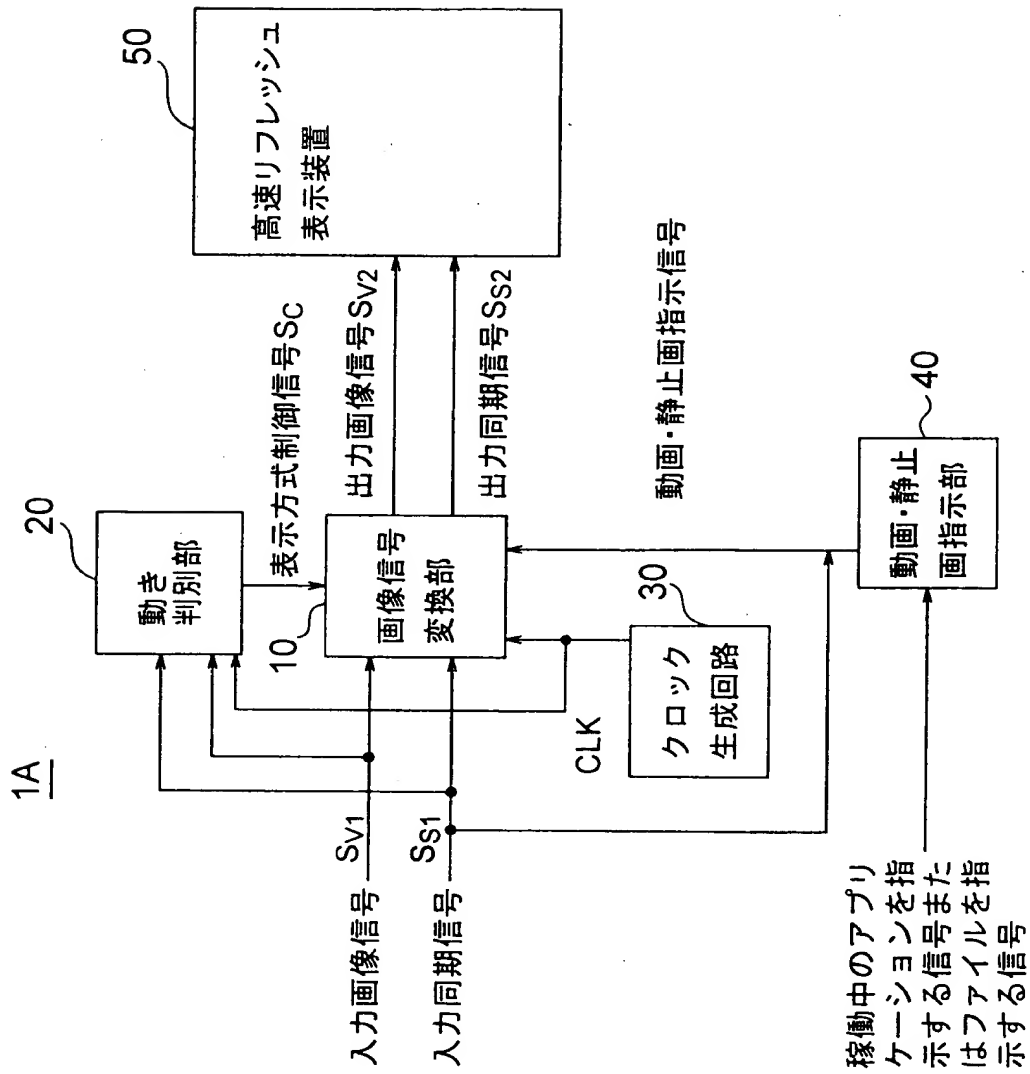 1A
20
動き
判別部
表示方式制御信号SC
50
高速リフレッシュ
表示装置
10
画像信号
変換部
出力画像信号SV2
出力同期信号SS2
入力画像信号
SV1
入力同期信号
SS1
CLK
30
クロック
生成回路
動画・静止画指示信号
40
動画・静止
画指示部
稼働中のアプリ
ケーションを指
示する信号また
はファイルを指
示する信号